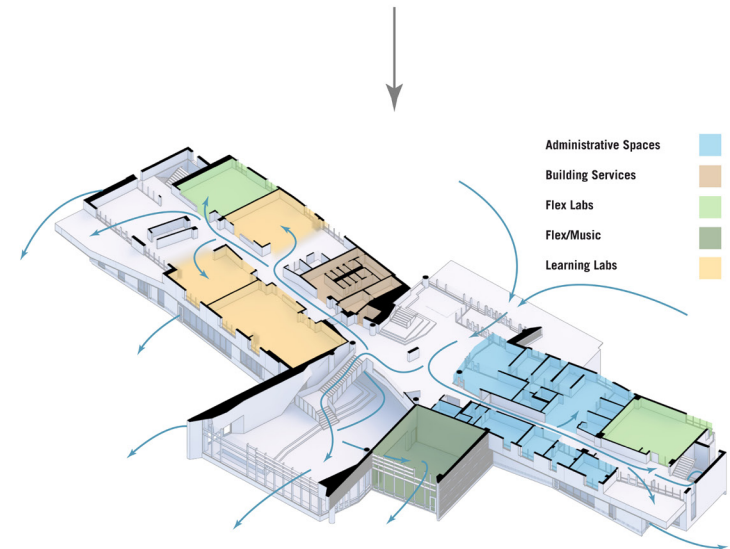 Administrative Spaces
Building Services
Flex Labs
Flex/Music
Learning Labs